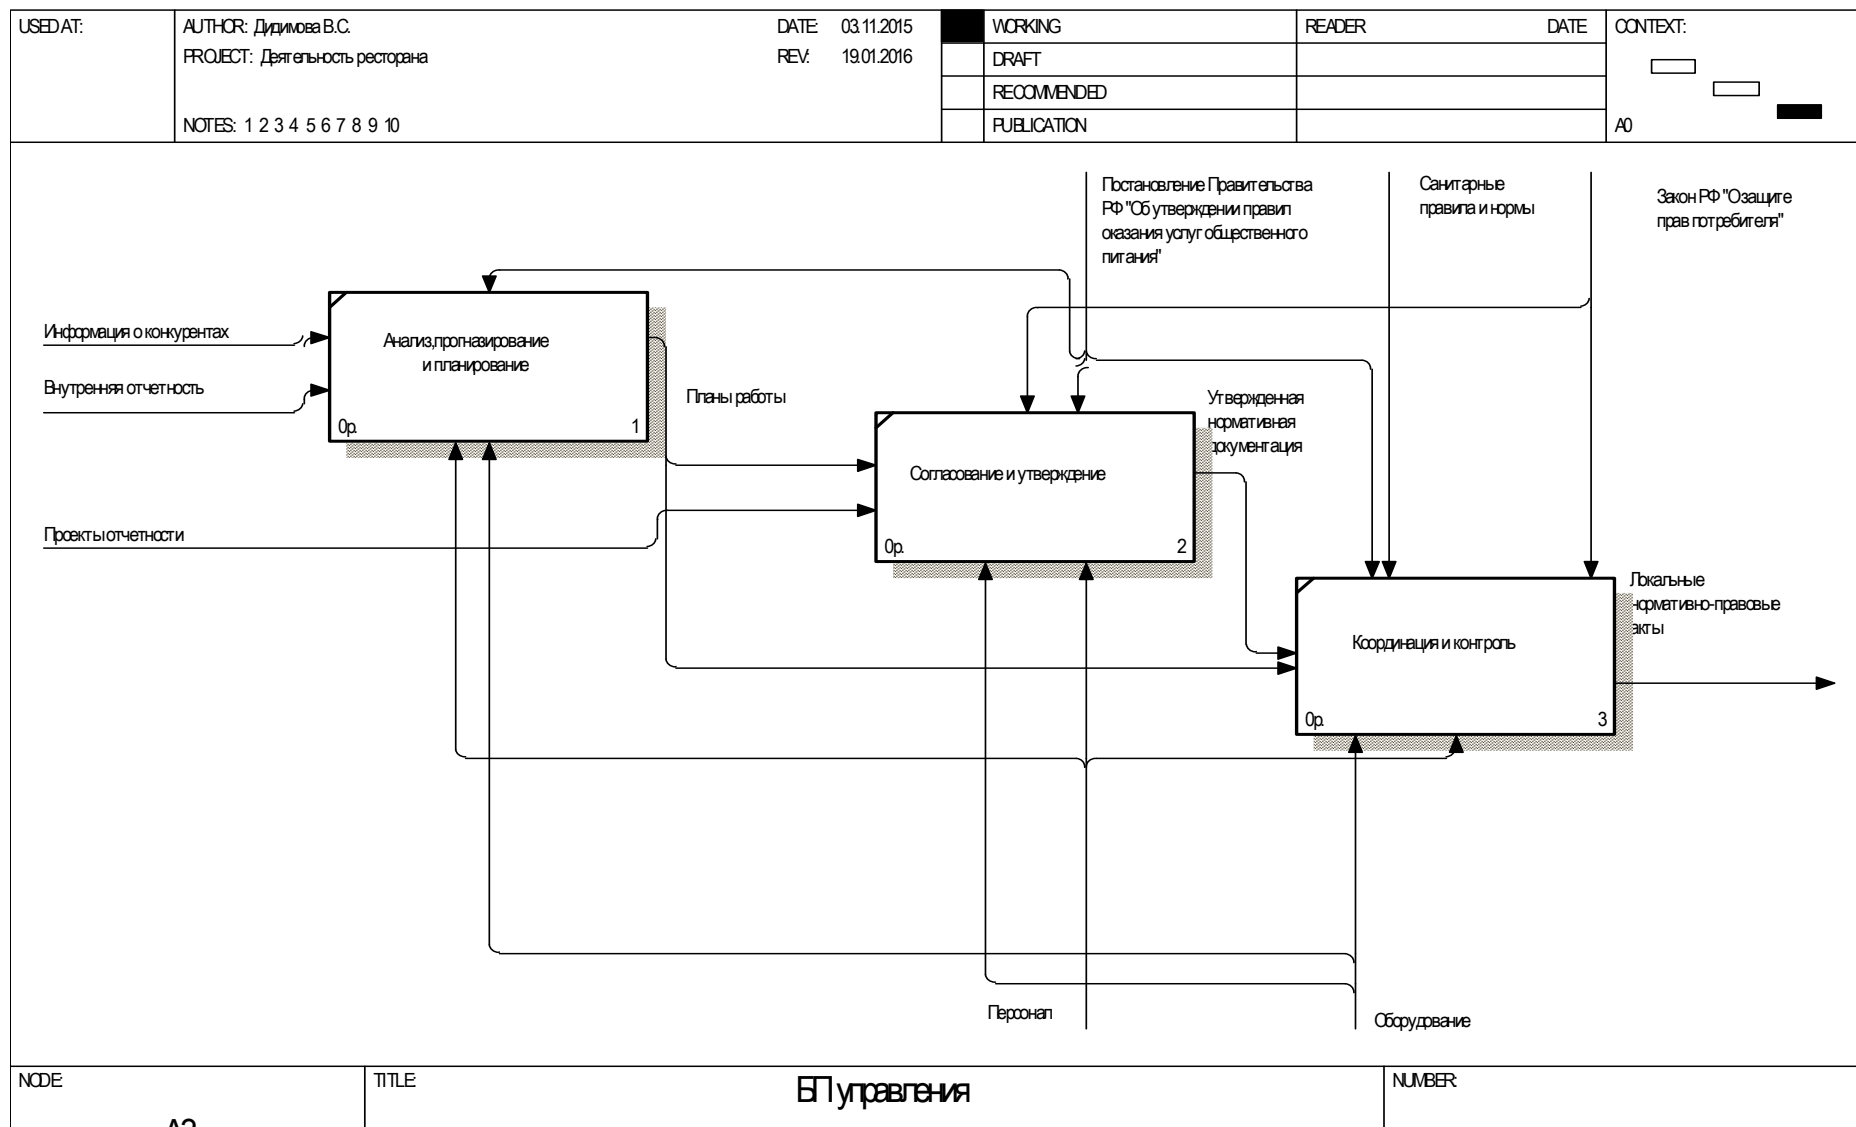 USED AT:
AUTHOR: Дидимова В.С.
DATE: 03.11.2015
PROJECT: Деятельность ресторана
REV: 19.01.2016
NOTES: 1 2 3 4 5 6 7 8 9 10
WORKING
DRAFT
RECOMMENDED
PUBLICATION
READER
DATE
CONTEXT:
A0
Постановление Правительства
РФ "Об утверждении правил
оказания услуг общественного
питания"
Санитарные
правила и нормы
Закон РФ "О защите
прав потребителя"
Информация о конкурентах
Внутренняя отчетность
Анализ,прогназирование
и планирование
0р.
1
Планы работы
Утвержденная
нормативная
документация
Согласование и утверждение
0р.
2
Проекты отчетности
Локальные
нормативно-правовые
акты
Координация и контроль
0р.
3
Персонал
Оборудование
NODE:
TITLE:
БП управления
NUMBER: